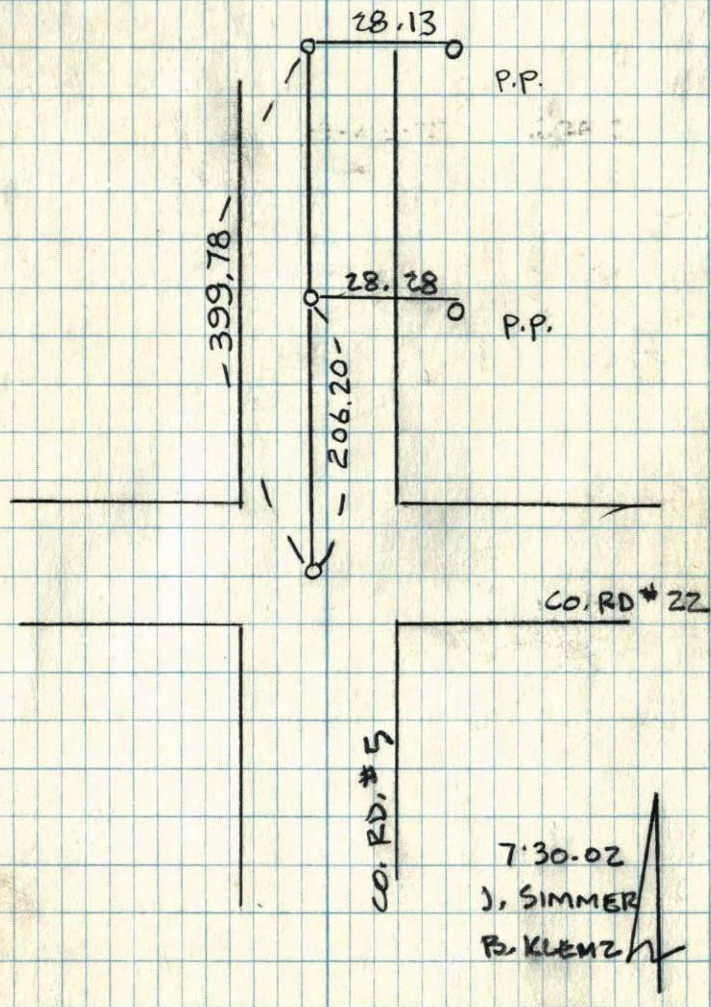 28.13
P.P.
-399.78-
28.28
P.P.
-206.20-
CO. RD # 22
CO. RD. # 5
7.30.02
J. SIMMER
B. KLEMZ
N